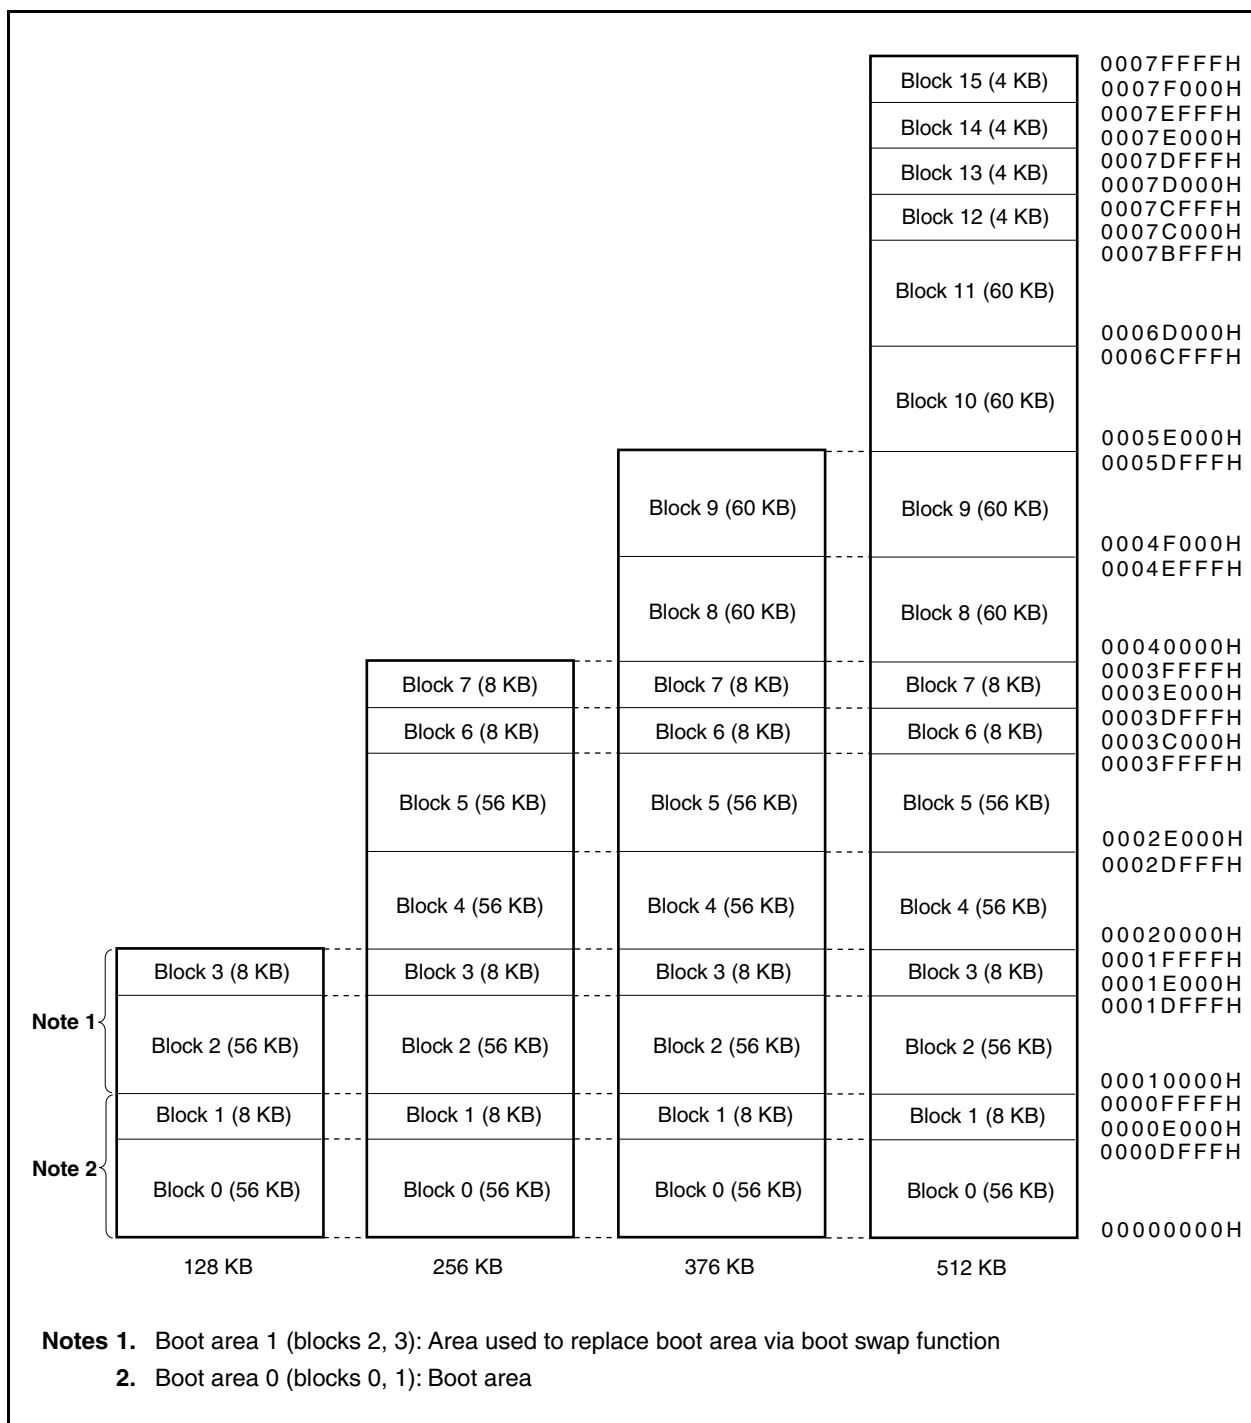 0007FFFFH
Block 15 (4 KB)
0007F000H
0007EFFFH
Block 14 (4 KB)
0007E000H
0007DFFFH
Block 13 (4 KB)
0007D000H
0007CFFFH
Block 12 (4 KB)
0007C000H
0007BFFFH
Block 11 (60 KB)
0006D000H
0006CFFFH
Block 10 (60 KB)
0005E000H
0005DFFFH
Block 9 (60 KB) Block 9 (60 KB)
0004F000H
0004EFFFH
Block 8 (60 KB) Block 8 (60 KB)
00040000H
0003FFFFH
Block 7 (8 KB) Block 7 (8 KB) Block 7 (8 KB)
0003E000H
0003DFFFH
Block 6 (8 KB) Block 6 (8 KB) Block 6 (8 KB)
0003C000H
0003FFFFH
Block 5 (56 KB) Block 5 (56 KB) Block 5 (56 KB)
0002E000H
0002DFFFH
Block 4 (56 KB) Block 4 (56 KB) Block 4 (56 KB)
00020000H
0001FFFFH
Block 3 (8 KB) Block 3 (8 KB) Block 3 (8 KB) Block 3 (8 KB)
0001E000H
0001DFFFH
Note 1
Block 2 (56 KB) Block 2 (56 KB) Block 2 (56 KB) Block 2 (56 KB)
00010000H
0000FFFFH
Block 1 (8 KB) Block 1 (8 KB) Block 1 (8 KB) Block 1 (8 KB)
0000E000H
0000DFFFH
Note 2
Block 0 (56 KB) Block 0 (56 KB) Block 0 (56 KB) Block 0 (56 KB)
00000000H
128 KB 256 KB 376 KB 512 KB
Notes 1. Boot area 1 (blocks 2, 3): Area used to replace boot area via boot swap function
2. Boot area 0 (blocks 0, 1): Boot area